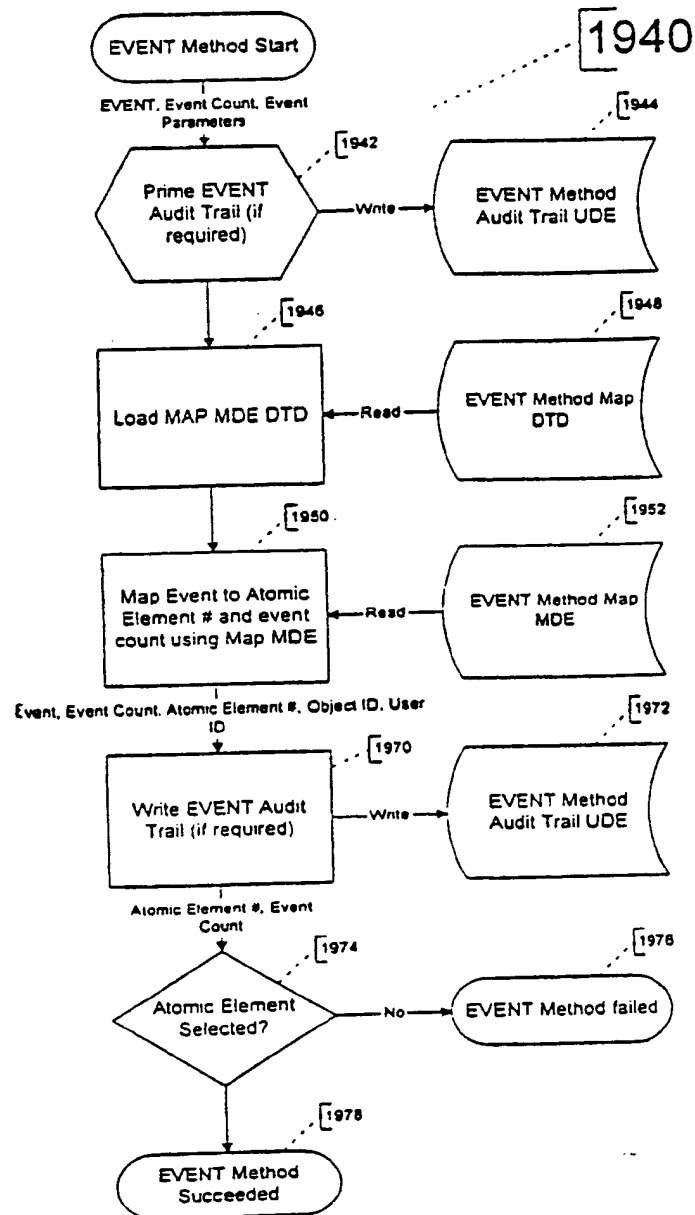 EVENT Method Start
1940
EVENT, Event Count, Event
Parameters
1942
1944
Prime EVENT
Audit Trail (if
required)
Write
EVENT Method
Audit Trail UDE
1946
1948
Load MAP MDE DTD
Read
EVENT Method Map
DTD
1950
1952
Map Event to Atomic
Element # and event
count using Map MDE
Read
EVENT Method Map
MDE
Event, Event Count, Atomic Element #, Object ID, User
ID
1970
1972
Write EVENT Audit
Trail (if required)
Write
EVENT Method
Audit Trail UDE
Atomic Element #, Event
Count
1974
1976
Atomic Element
Selected?
No
EVENT Method failed
1978
EVENT Method
Succeeded